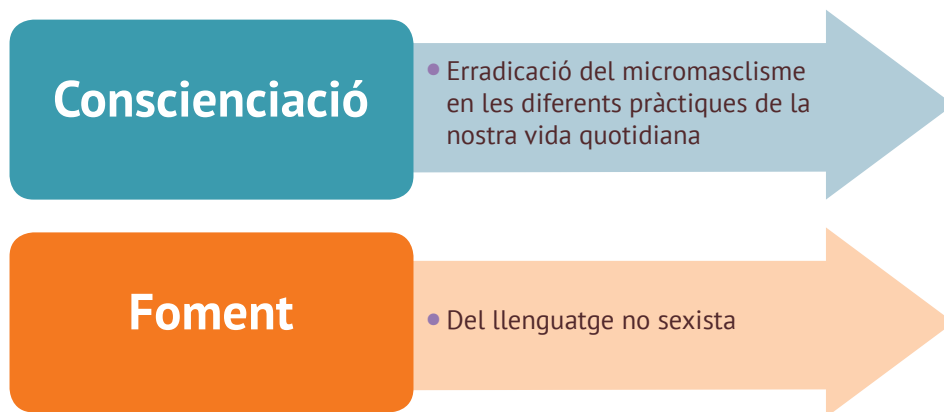 Conscienciació
• Erradicació del micromasclisme
en les diferents pràctiques de la
nostra vida quotidiana
Foment
• Del llenguatge no sexista